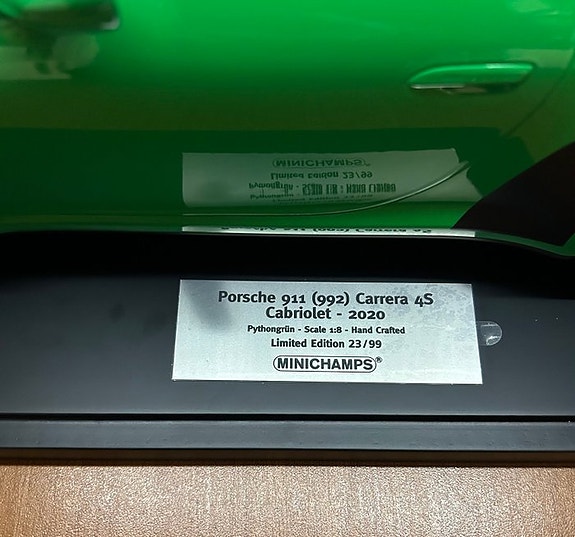 Porsche 911 (992) Carrera 4S
Cabriolet - 2020
Pythongrün - Scale 1:8 - Hand Crafted
Limited Edition 23/99
MINICHAMPS®